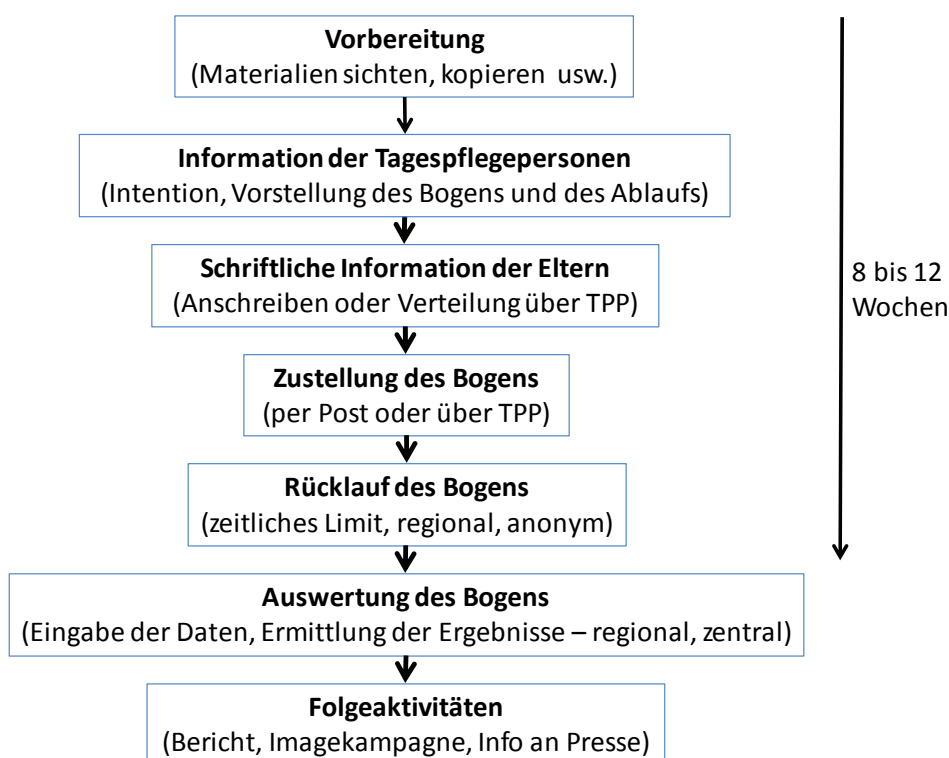 Vorbereitung
(Materialien sichten, kopieren usw.)
Information der Tagespflegepersonen
(Intention, Vorstellung des Bogens und des Ablaufs)
Schriftliche Information der Eltern
(Anschreiben oder Verteilung über TPP)
8 bis 12
Wochen
Zustellung des Bogens
(per Post oder über TPP)
Rücklauf des Bogens
(zeitliches Limit, regional, anonym)
Auswertung des Bogens
(Eingabe der Daten, Ermittlung der Ergebnisse – regional, zentral)
Folgeaktivitäten
(Bericht, Imagekampagne, Info an Presse)